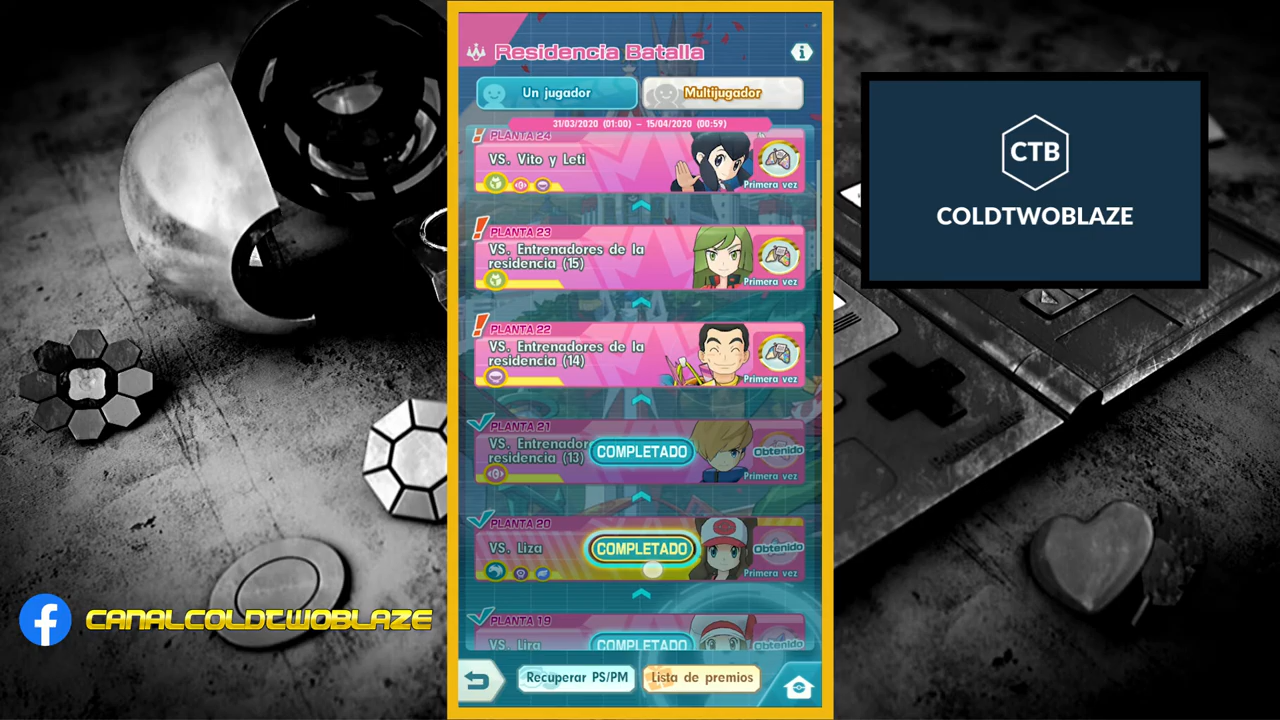 Residencia Batalla
Un jugador
Multijugador
31/03/2020 (01:00) – 15/04/2020 (00:59)
PLANTA 24
VS. Vito y Leti
Primera vez
PLANTA 23
VS. Entrenadores de la
residencia (15)
Primera vez
PLANTA 22
VS. Entrenadores de la
residencia (14)
Primera vez
PLANTA 21
VS. Entrenador
residencia (13)
COMPLETADO
Obtenido
Primera vez
PLANTA 20
VS. Liza
COMPLETADO
Obtenido
Primera vez
PLANTA 19
VS. Lira
COMPLETADO
Obtenido
Recuperar PS/PM
Lista de premios
CTB
COLDTWOBLAZE
CANALCOLDTWOBLAZE